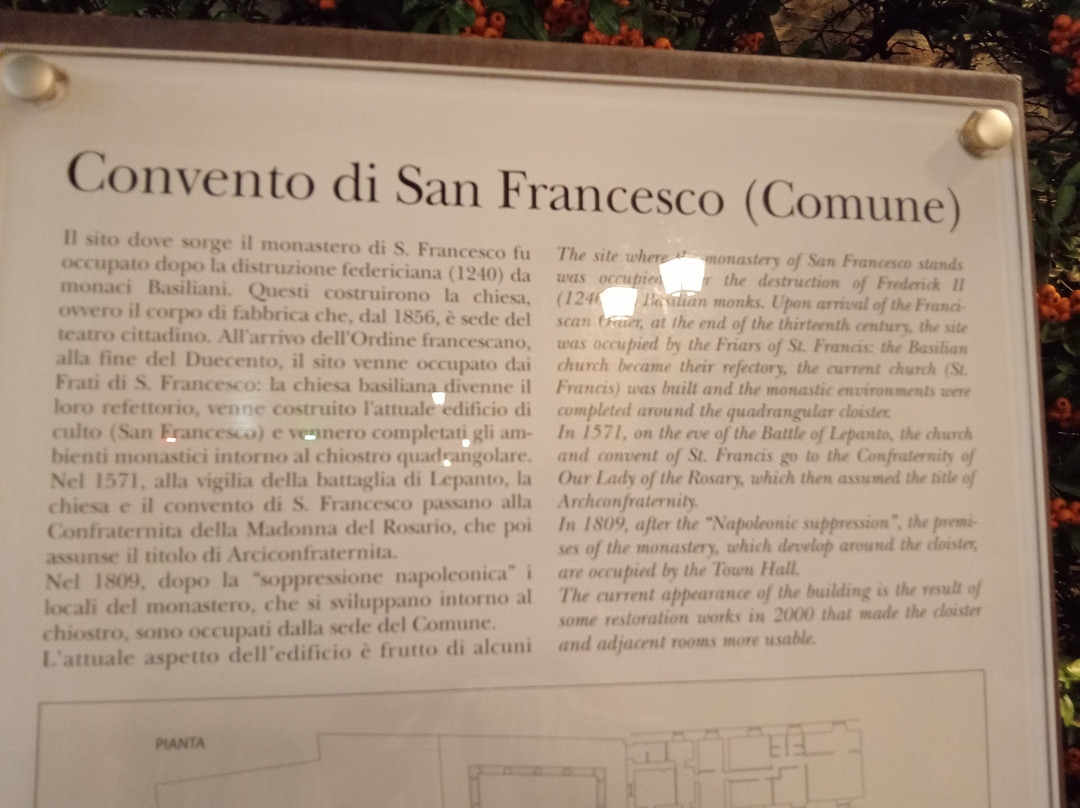 Convento di San Francesco (Comune)
Il sito dove sorge il monastero di S. Francesco fu
occupato dopo la distruzione federiciana (1240) da
monaci Basiliani. Questi costruirono la chiesa,
ovvero il corpo di fabbrica che, dal 1856, è sede del
teatro cittadino. All'arrivo dell'Ordine francescano,
alla fine del Duecento, il sito venne occupato dai
Frati di S. Francesco: la chiesa basiliana divenne il
loro refettorio, venne costruito l'attuale edificio di
culto (San Francesco) e vennero completati gli am-
bienti monastici intorno al chiostro quadrangolare.
Nel 1571, alla vigilia della battaglia di Lepanto, la
chiesa e il convento di S. Francesco passano alla
Confraternita della Madonna del Rosario, che poi
assunse il titolo di Arciconfraternita.
Nel 1809, dopo la "soppressione napoleonica" i
locali del monastero, che si sviluppano intorno al
chiostro, sono occupati dalla sede del Comune.
L'attuale aspetto dell'edificio è frutto di alcuni
The site where the monastery of San Francesco stands
was occupied the destruction of Frederick II
(1240 Basilian monks. Upon arrival of the Franci-
scan Order, at the end of the thirteenth century, the site
was occupied by the Friars of St. Francis: the Basilian
church became their refectory, the current church (St.
Francis) was built and the monastic environments were
completed around the quadrangular cloister.
In 1571, on the eve of the Battle of Lepanto, the church
and convent of St. Francis go to the Confraternity of
Our Lady of the Rosary, which then assumed the title of
Archconfraternity.
In 1809, after the "Napoleonic suppression", the premi-
ses of the monastery, which develop around the cloister,
are occupied by the Town Hall.
The current appearance of the building is the result of
some restoration works in 2000 that made the cloister
and adjacent rooms more usable.
PIANTA